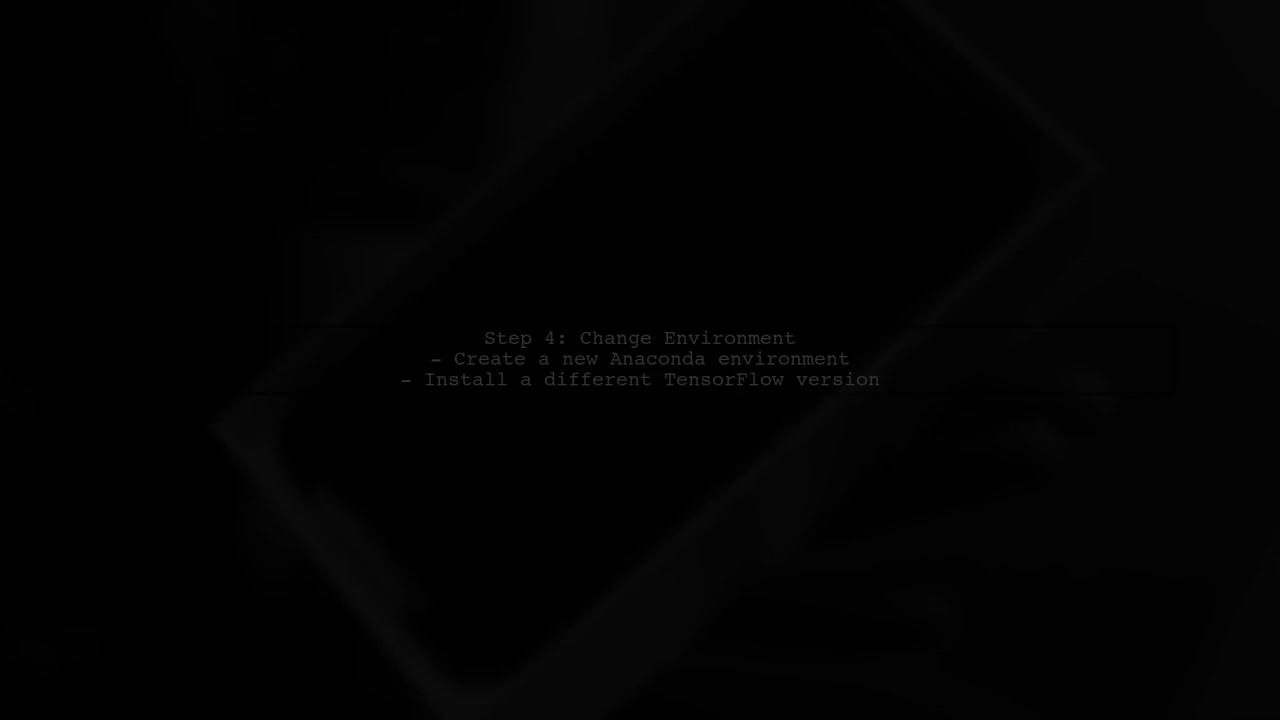 Step 4: Change Environment
– Create a new Anaconda environment
– Install a different TensorFlow version